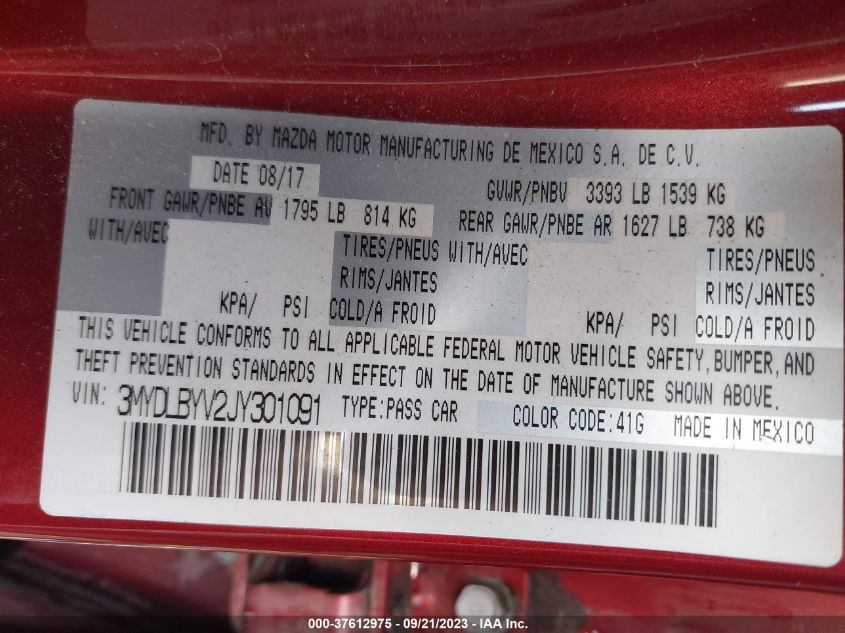 MFD. BY MAZDA MOTOR MANUFACTURING DE MEXICO S.A. DE C.V.
DATE 08/17 GVWR/PNBV 3393 LB 1539 KG
FRONT GAWR/PNBE AV 1795 LB 814 KG REAR GAWR/PNBE AR 1627 LB 738 KG
WITH/AVEC TIRES/PNEUS WITH/AVEC TIRES/PNEUS
RIMS/JANTES RIMS/JANTES
KPA/ PSI COLD/A FROID KPA/ PSI COLD/A FROID
THIS VEHICLE CONFORMS TO ALL APPLICABLE FEDERAL MOTOR VEHICLE SAFETY, BUMPER, AND
THEFT PREVENTION STANDARDS IN EFFECT ON THE DATE OF MANUFACTURE SHOWN ABOVE.
VIN: 3MYDLBYV2JY301091 TYPE:PASS CAR COLOR CODE:41G MADE IN MEXICO
000-37612975 - 09/21/2023 - IAA Inc.